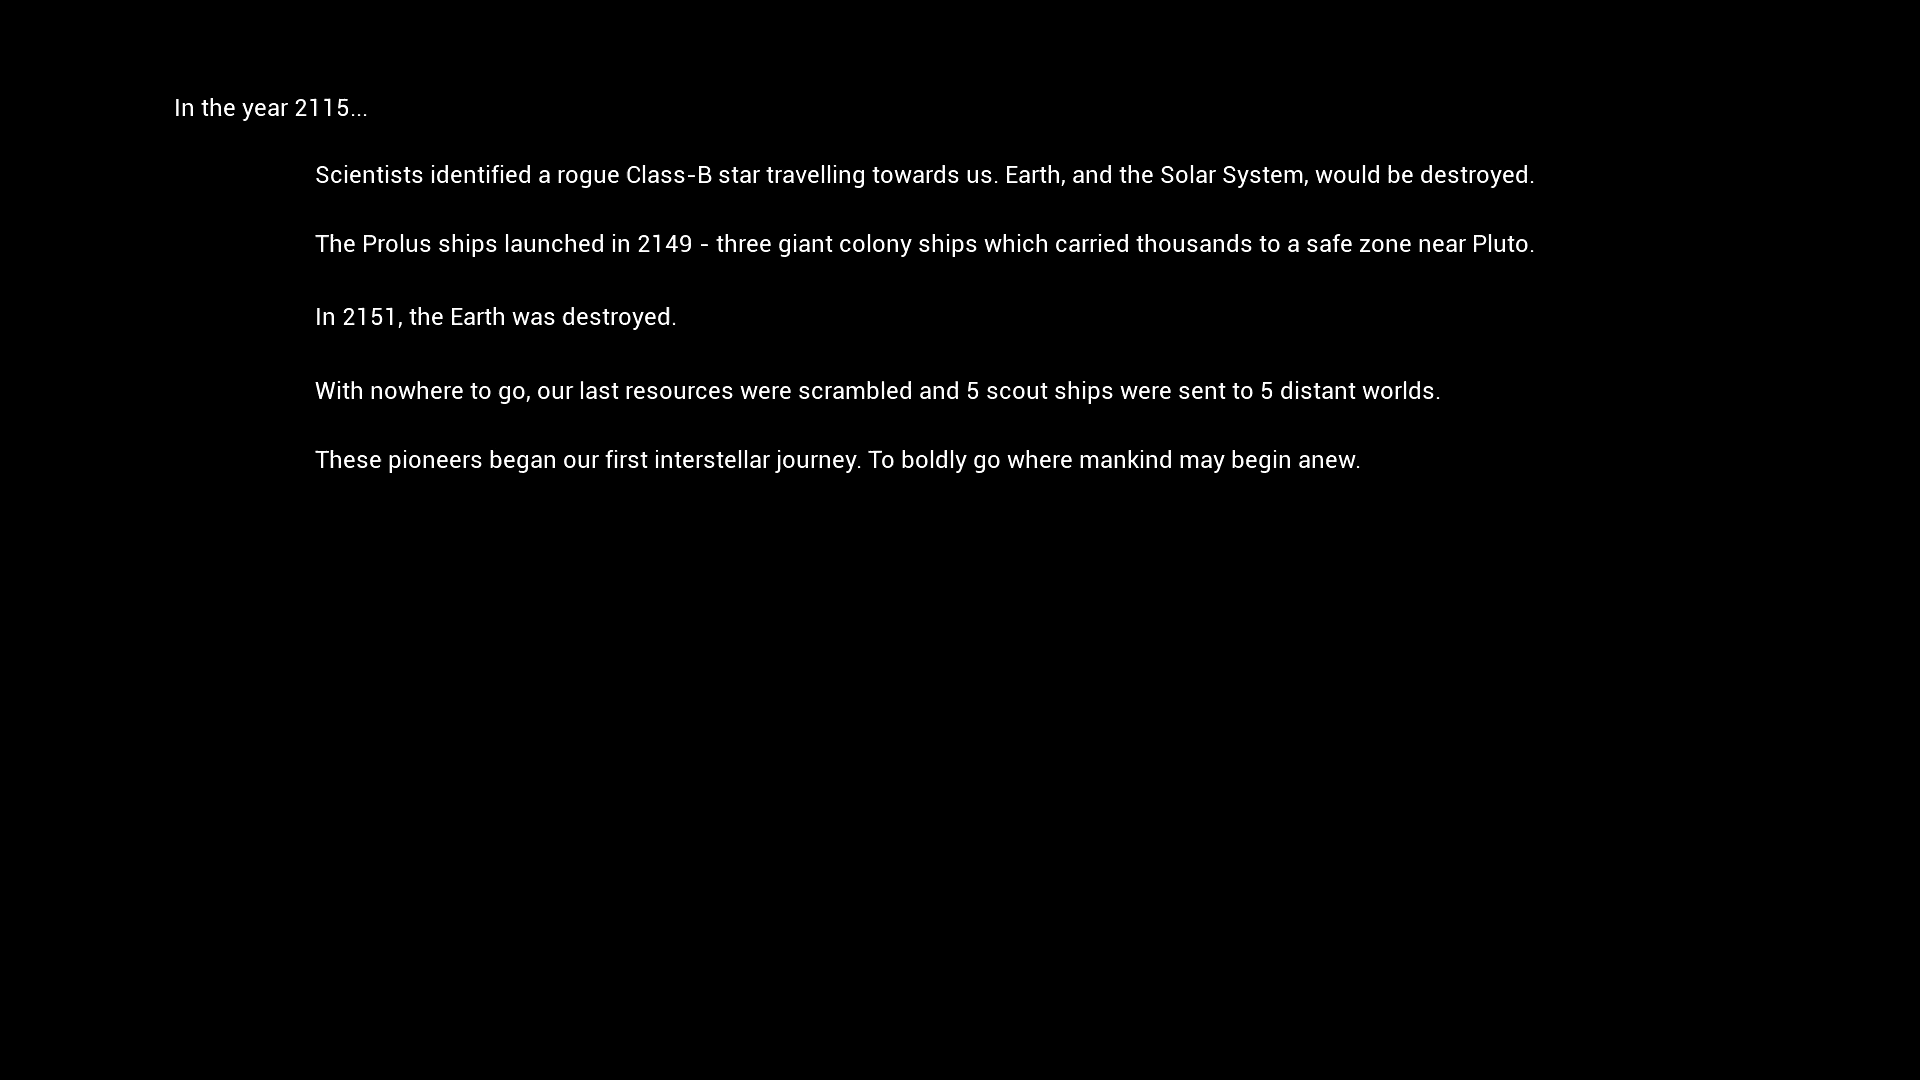 In the year 2115...
Scientists identified a rogue Class-B star travelling towards us. Earth, and the Solar System, would be destroyed.
The Prolus ships launched in 2149 - three giant colony ships which carried thousands to a safe zone near Pluto.
In 2151, the Earth was destroyed.
With nowhere to go, our last resources were scrambled and 5 scout ships were sent to 5 distant worlds.
These pioneers began our first interstellar journey. To boldly go where mankind may begin anew.